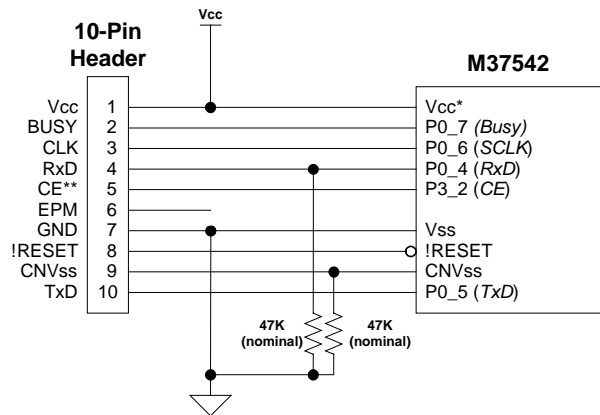 Vcc
10-Pin
Header
M37542
Vcc 1 Vcc*
BUSY 2 P0_7 (Busy)
CLK 3 P0_6 (SCLK)
RxD 4 P0_4 (RxD)
CE** 5 P3_2 (CE)
EPM 6
GND 7 Vss
!RESET 8 !RESET
CNVss 9 CNVss
TxD 10 P0_5 (TxD)
47K 47K
(nominal) (nominal)